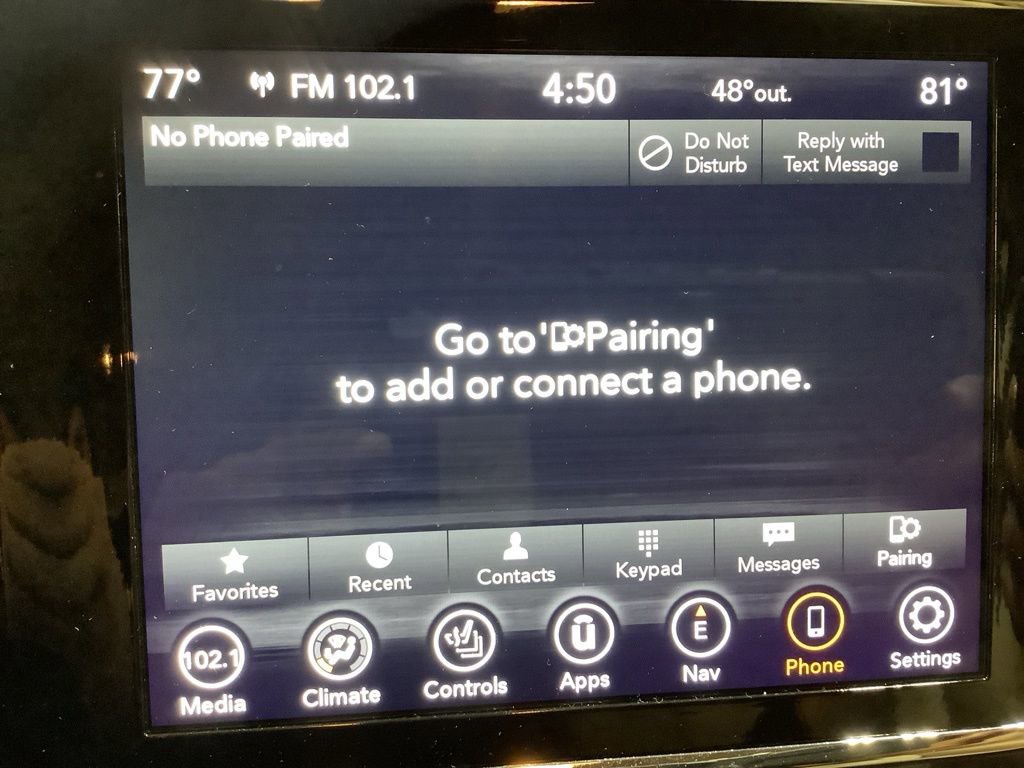 77° FM 102.1 4:50 48°out. 81°
No Phone Paired
Do Not
Disturb
Reply with
Text Message
Go to 'Pairing'
to add or connect a phone.
Favorites Recent Contacts Keypad Messages Pairing
102.1 ū E
Media Climate Controls Apps Nav Phone Settings